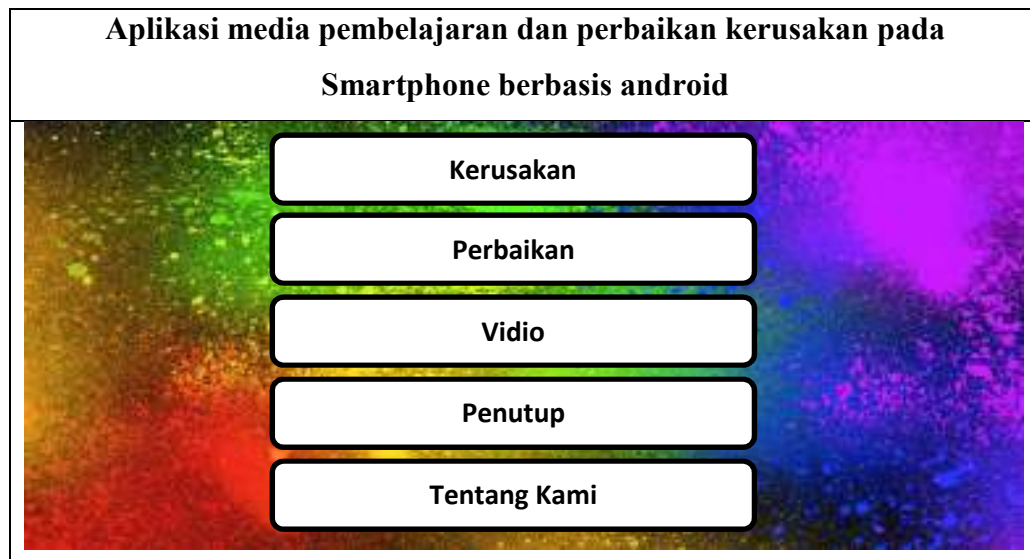 Aplikasi media pembelajaran dan perbaikan kerusakan pada
Smartphone berbasis android
Kerusakan
Perbaikan
Vidio
Penutup
Tentang Kami